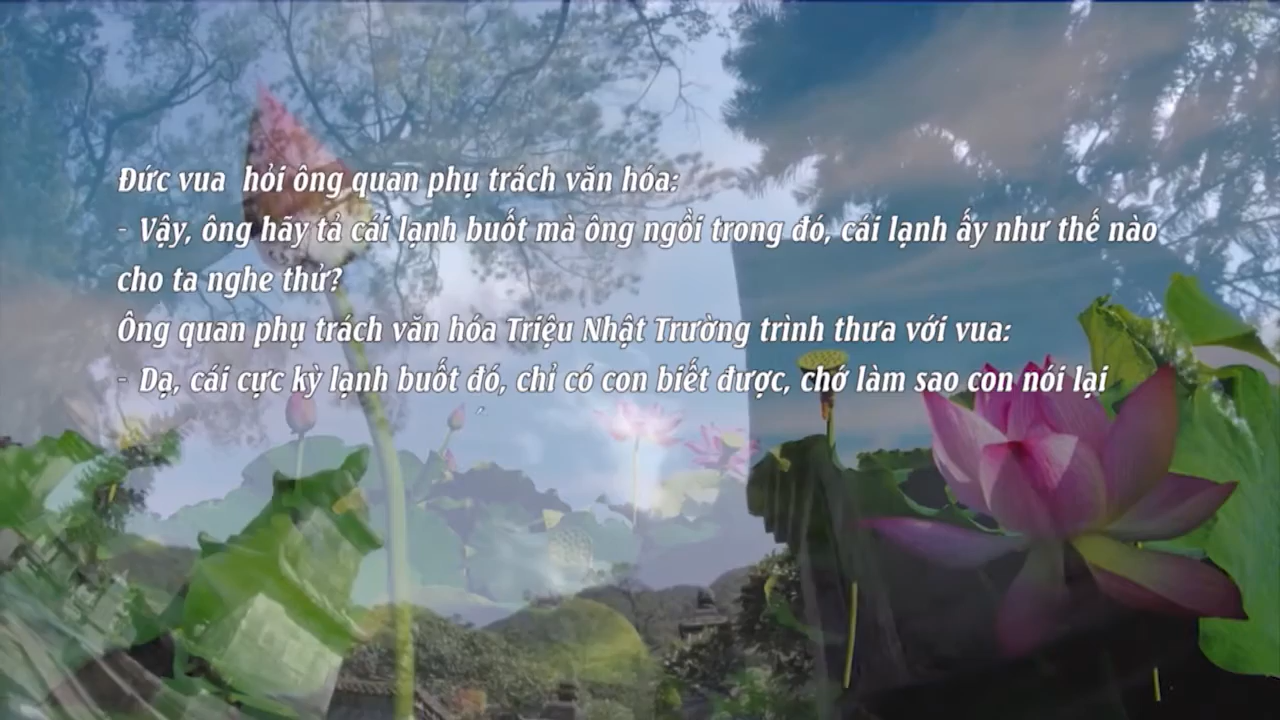 Đức vua hỏi ông quan phụ trách văn hóa:
- Vậy, ông hãy tả cái lạnh buốt mà ông ngồi trong đó, cái lạnh ấy như thế nào
cho ta nghe thử?
Ông quan phụ trách văn hóa Triệu Nhật Trường trình thưa với vua:
- Dạ, cái cực kỳ lạnh buốt đó, chỉ có con biết được, chớ làm sao con nói lại